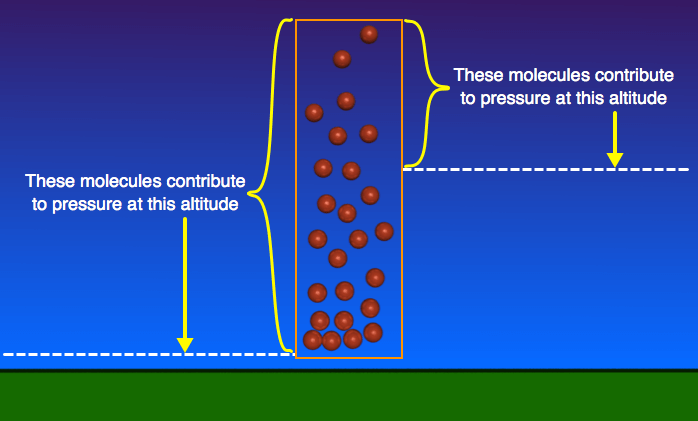 These molecules contribute
to pressure at this altitude
These molecules contribute
to pressure at this altitude